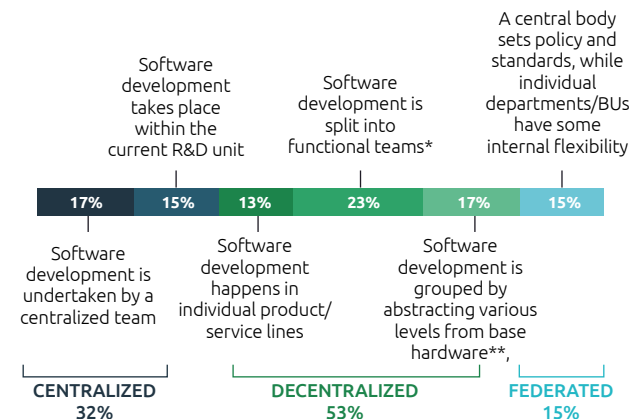 A central body
sets policy and
standards, while
individual
departments/BUs
have some
internal flexibility
Software
development
takes place
within the
current R&D unit
Software
development is
split into
functional teams*
17%
15%
13%
23%
17%
15%
Software
development is
undertaken by a
centralized team
Software
development
happens in
individual product/
service lines
Software
development is
grouped by
abstracting various
levels from base
hardware**,
CENTRALIZED
32%
DECENTRALIZED
53%
FEDERATED
15%